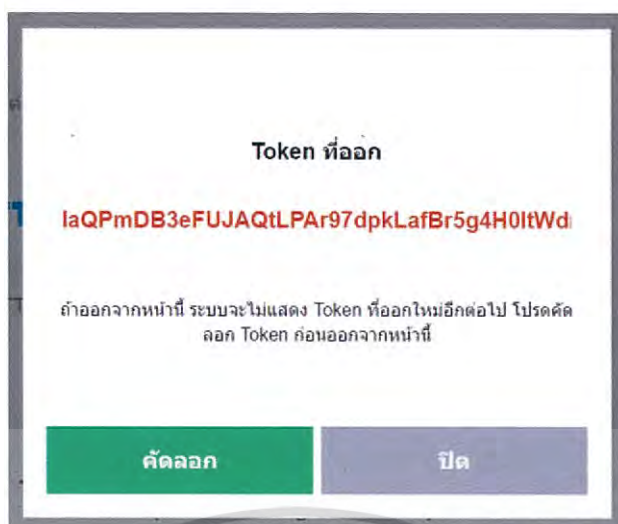 Token ที่ออก
IaQPmDB3eFUJAQtLPAr97dpkLafBr5g4H0ltWd
ถ้าออกจากหน้านี้ ระบบจะไม่แสดง Token ที่ออกใหม่อีกต่อไป โปรดคัด
ลอก Token ก่อนออกจากหน้านี้
คัดลอก
ปิด